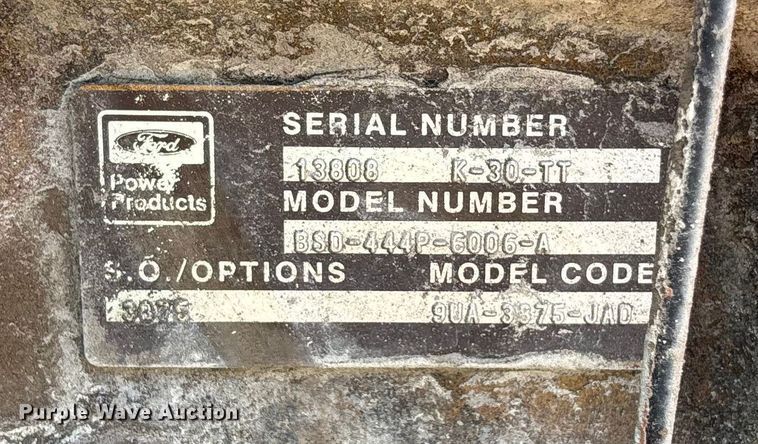 Ford
Power
Products
SERIAL NUMBER
13808 K-30-TT
MODEL NUMBER
BSD-444P-6006-A
S.O./OPTIONS MODEL CODE
3375 9UA-3375-JAD
Purple Wave Auction